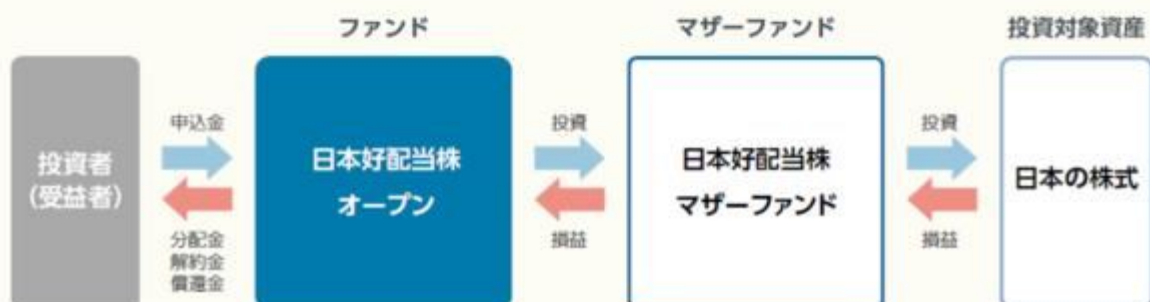 ファンド
マザーファンド
投資対象資産
投資者
(受益者)
申込金
分配金
解約金
償還金
日本好配当株
オープン
投資
損益
日本好配当株
マザーファンド
投資
損益
日本の株式